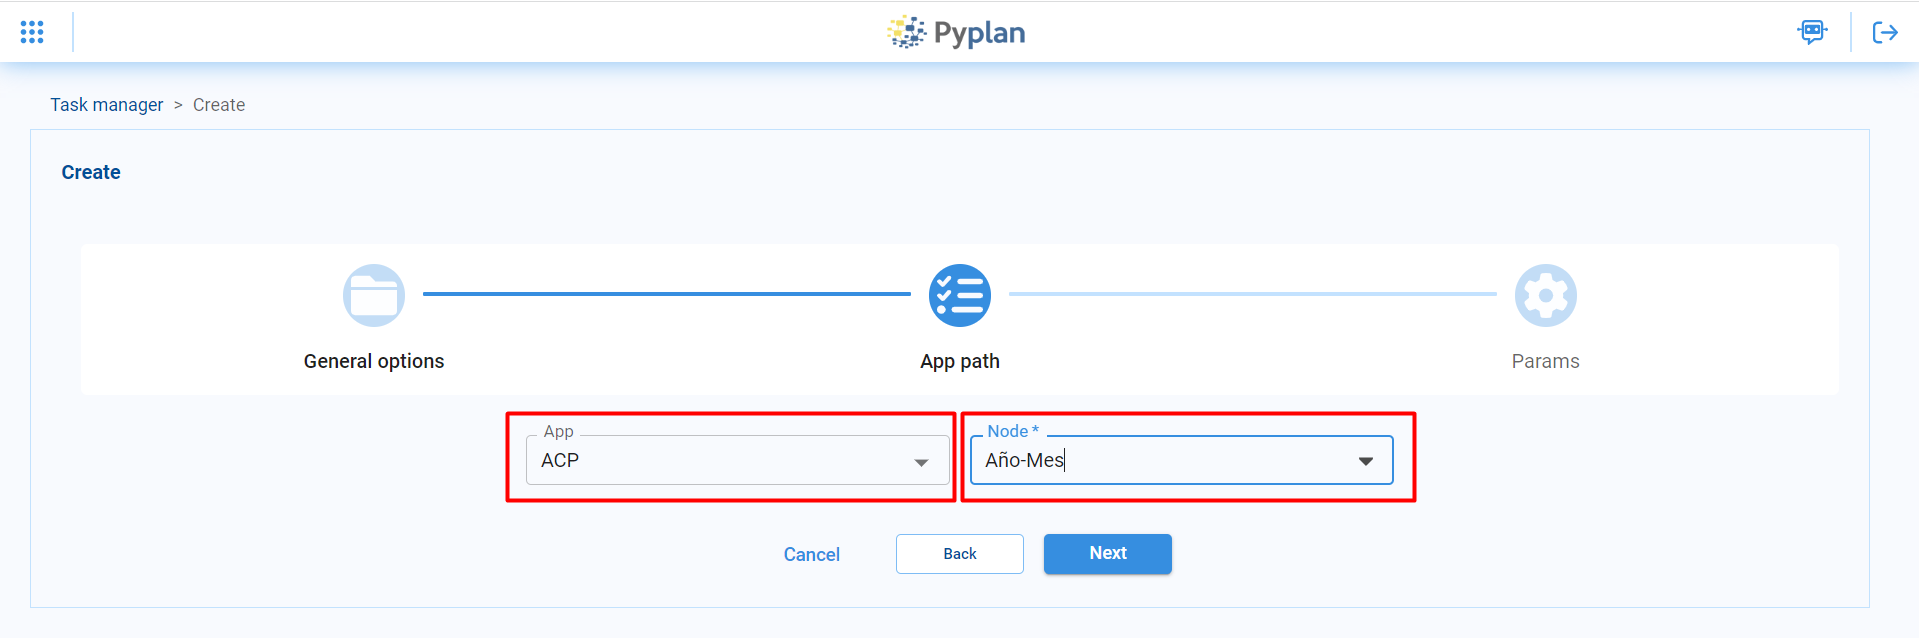 Pyplan
Task manager > Create
Create
General options
App path
Params
App
ACP
Node *
Año-Mes
Cancel
Back
Next